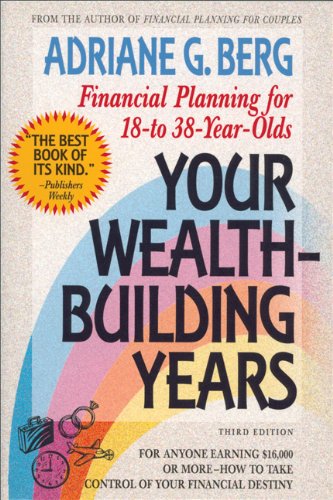 FROM THE AUTHOR OF FINANCIAL PLANNING FOR COUPLES
ADRIANE G. BERG
Financial Planning for
18-to 38-Year-Olds
"THE BEST
BOOK OF
ITS KIND."
–Publishers
Weekly
YOUR
WEALTH-
BUILDING
YEARS
THIRD EDITION
FOR ANYONE EARNING $16,000
OR MORE–HOW TO TAKE
CONTROL OF YOUR FINANCIAL DESTINY